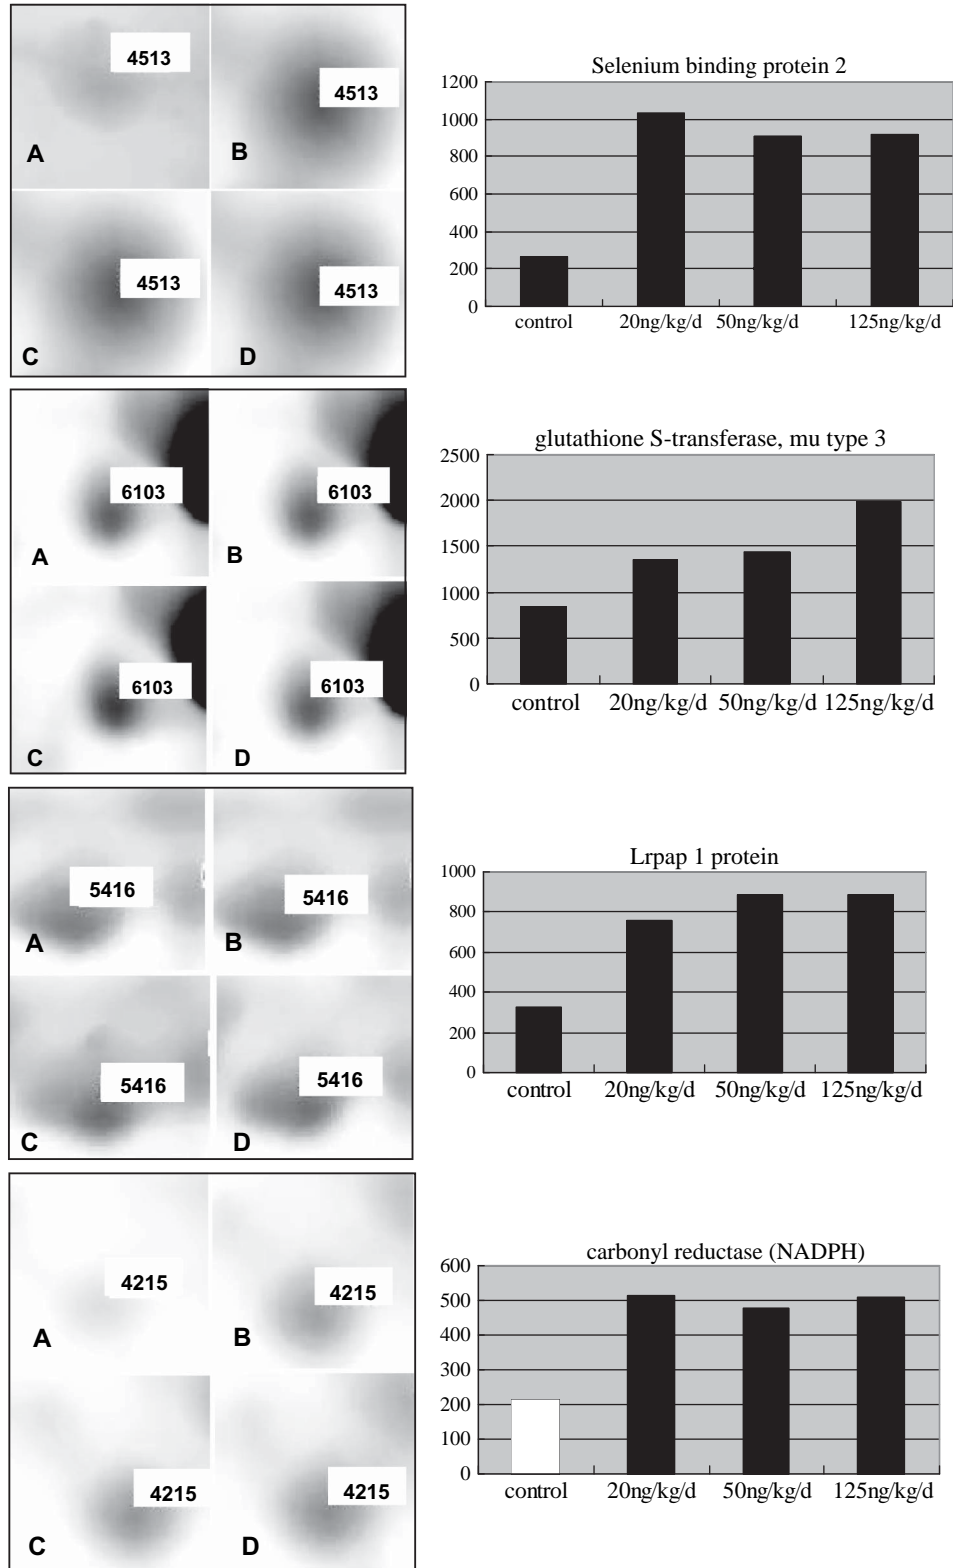 4513
4513
A
B
4513
4513
C
D
Selenium binding protein 2
1200
1000
800
600
400
200
0
control 20ng/kg/d 50ng/kg/d 125ng/kg/d
6103
6103
A
B
6103
6103
C
D
glutathione S-transferase, mu type 3
2500
2000
1500
1000
500
0
control 20ng/kg/d 50ng/kg/d 125ng/kg/d
5416
5416
A
B
5416
5416
C
D
Lrpap 1 protein
1000
800
600
400
200
0
control 20ng/kg/d 50ng/kg/d 125ng/kg/d
4215
4215
A
B
4215
4215
C
D
carbonyl reductase (NADPH)
600
500
400
300
200
100
0
control 20ng/kg/d 50ng/kg/d 125ng/kg/d